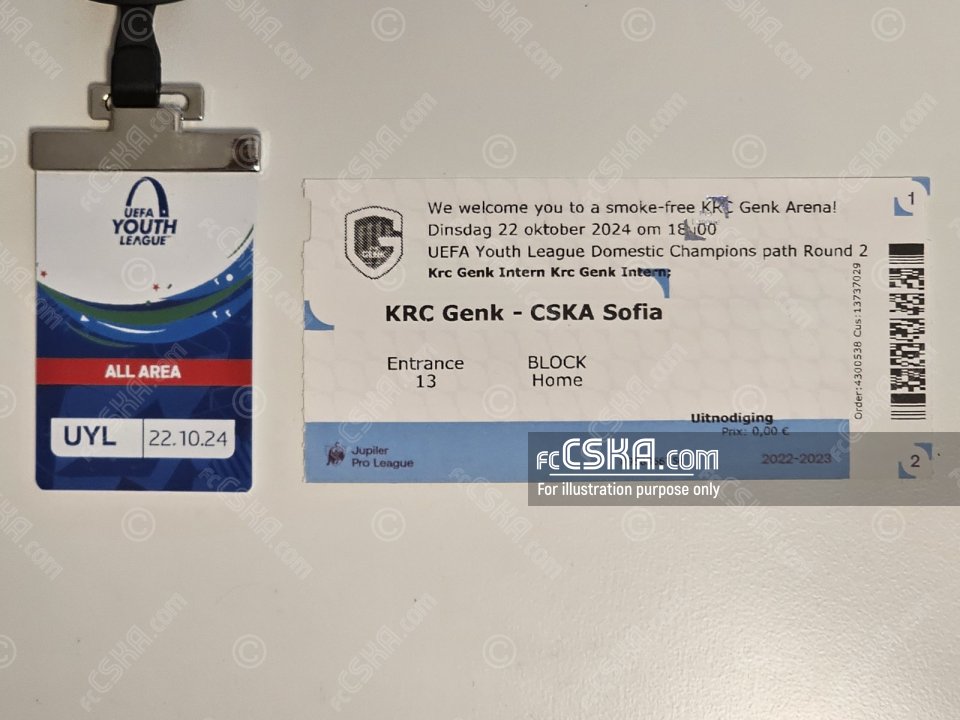 UEFA
YOUTH
LEAGUE
ALL AREA
UYL 22.10.24
We welcome you to a smoke-free KRC Genk Arena!
Dinsdag 22 oktober 2024 om 18:00
UEFA Youth League Domestic Champions path Round 2
Krc Genk Intern Krc Genk Intern;
KRC Genk - CSKA Sofia
Entrance BLOCK
13 Home
Uitnodiging
Prix: 0,00 €
Jupiler
Pro League
2022-2023
Order:4300538 Cus:13737029
1
2
GENK
fcCSKA.com
For illustration purpose only
© fcCSKA.com